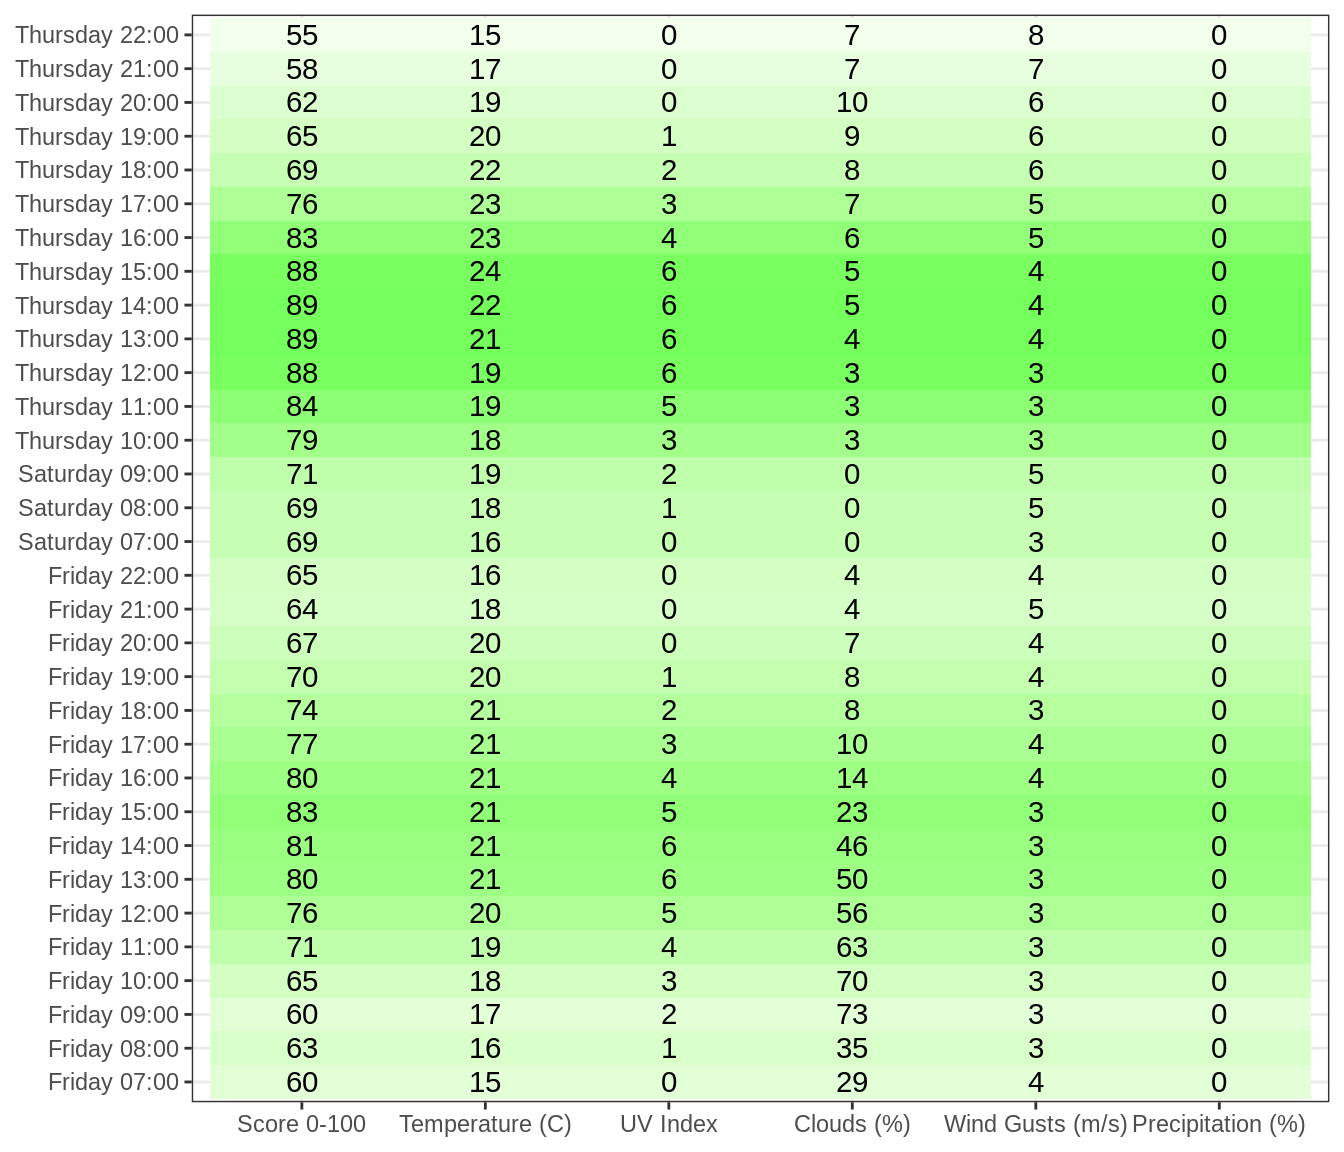 Thursday 22:00 55 15 0 7 8 0
Thursday 21:00 58 17 0 7 7 0
Thursday 20:00 62 19 0 10 6 0
Thursday 19:00 65 20 1 9 6 0
Thursday 18:00 69 22 2 8 6 0
Thursday 17:00 76 23 3 7 5 0
Thursday 16:00 83 23 4 6 5 0
Thursday 15:00 88 24 6 5 4 0
Thursday 14:00 89 22 6 5 4 0
Thursday 13:00 89 21 6 4 4 0
Thursday 12:00 88 19 6 3 3 0
Thursday 11:00 84 19 5 3 3 0
Thursday 10:00 79 18 3 3 3 0
Saturday 09:00 71 19 2 0 5 0
Saturday 08:00 69 18 1 0 5 0
Saturday 07:00 69 16 0 0 3 0
Friday 22:00 65 16 0 4 4 0
Friday 21:00 64 18 0 4 5 0
Friday 20:00 67 20 0 7 4 0
Friday 19:00 70 20 1 8 4 0
Friday 18:00 74 21 2 8 3 0
Friday 17:00 77 21 3 10 4 0
Friday 16:00 80 21 4 14 4 0
Friday 15:00 83 21 5 23 3 0
Friday 14:00 81 21 6 46 3 0
Friday 13:00 80 21 6 50 3 0
Friday 12:00 76 20 5 56 3 0
Friday 11:00 71 19 4 63 3 0
Friday 10:00 65 18 3 70 3 0
Friday 09:00 60 17 2 73 3 0
Friday 08:00 63 16 1 35 3 0
Friday 07:00 60 15 0 29 4 0
Score 0-100 Temperature (C) UV Index Clouds (%) Wind Gusts (m/s) Precipitation (%)